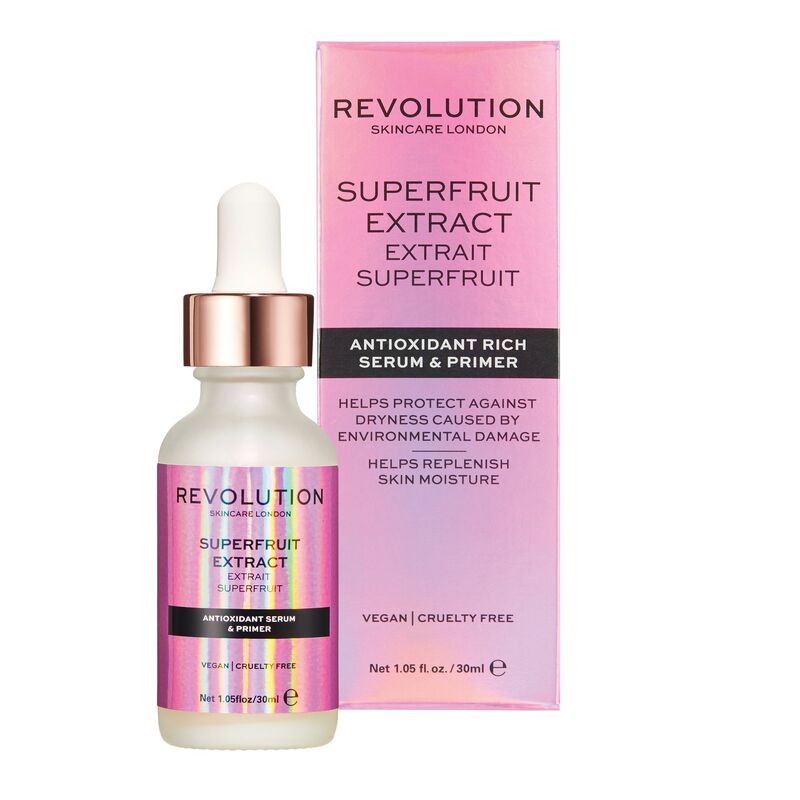 REVOLUTION
SKINCARE LONDON
SUPERFRUIT
EXTRACT
EXTRAIT
SUPERFRUIT
ANTIOXIDANT RICH
SERUM & PRIMER
HELPS PROTECT AGAINST
DRYNESS CAUSED BY
ENVIRONMENTAL DAMAGE
HELPS REPLENISH
SKIN MOISTURE
VEGAN | CRUELTY FREE
Net 1.05 fl. oz. / 30ml ℮
REVOLUTION
SKINCARE LONDON
SUPERFRUIT
EXTRACT
EXTRAIT
SUPERFRUIT
ANTIOXIDANT SERUM
& PRIMER
VEGAN | CRUELTY FREE
Net 1.05floz/30ml ℮